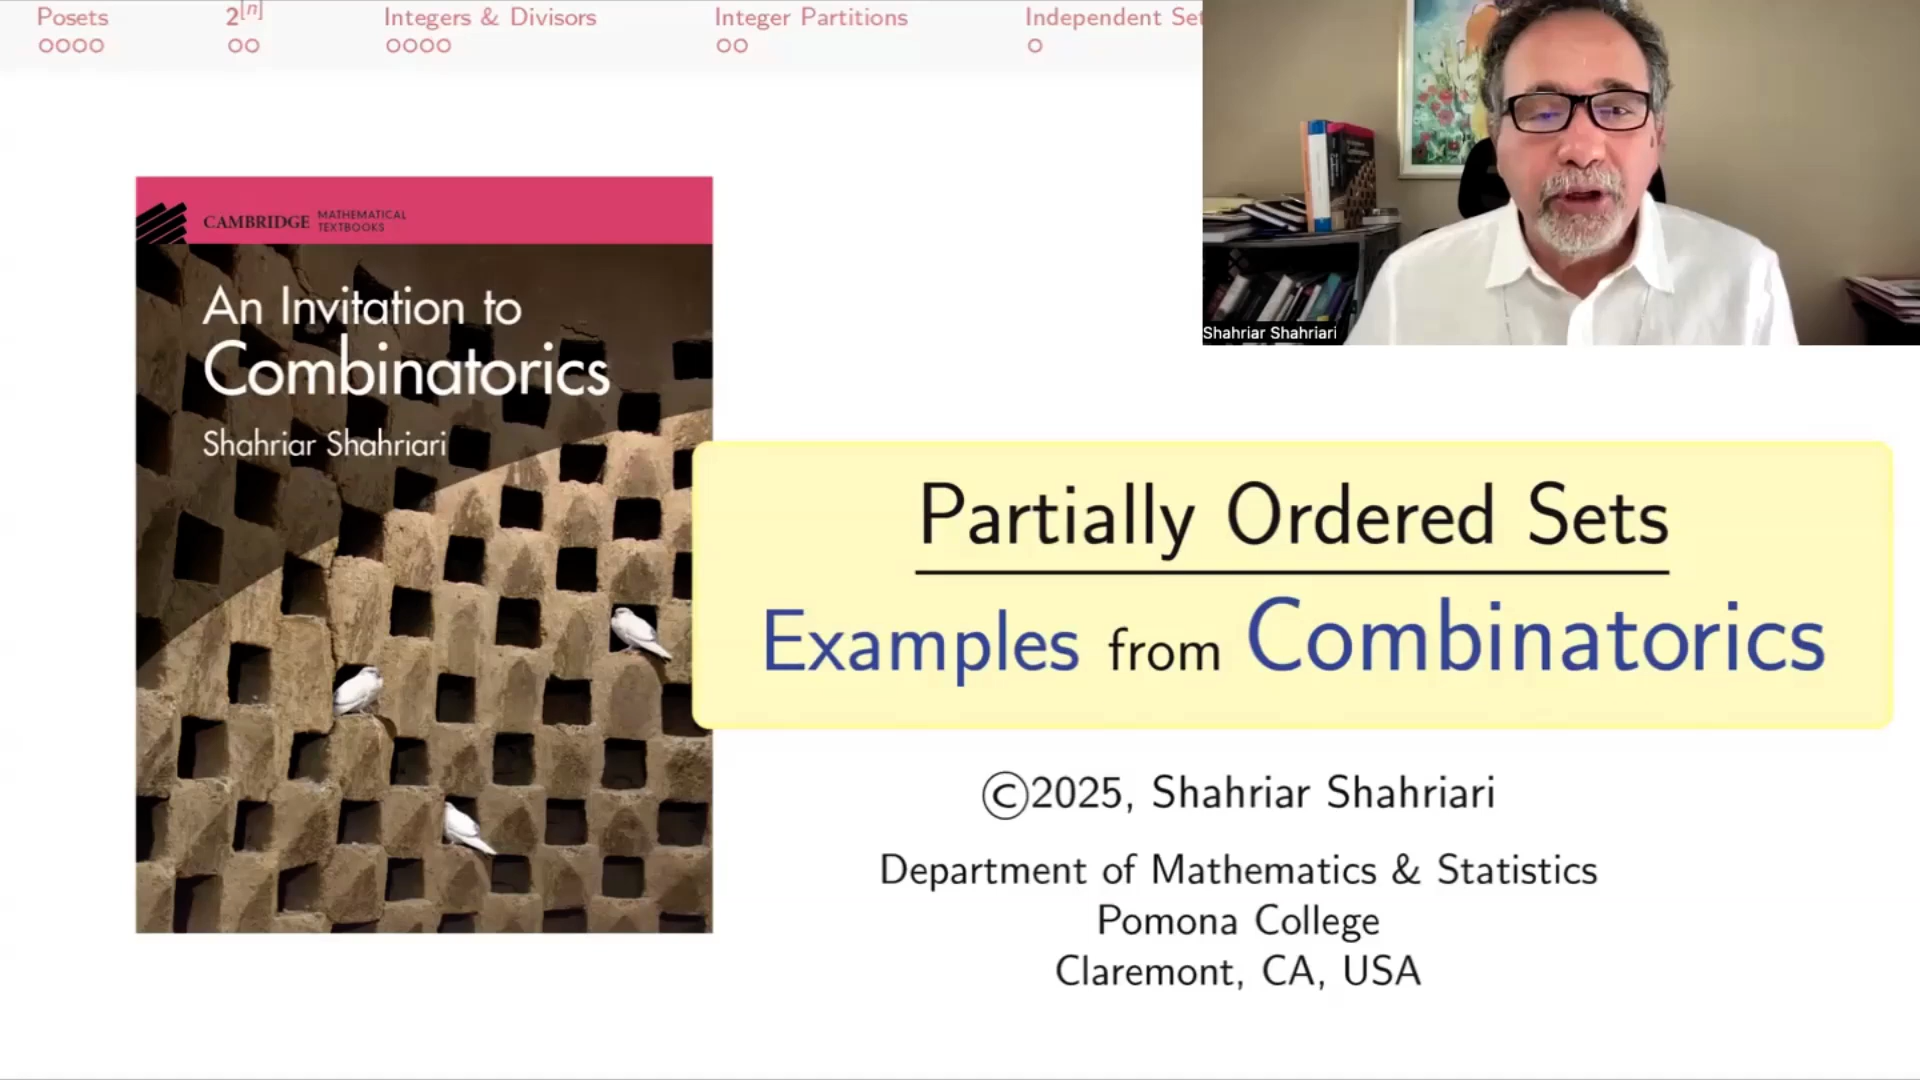 Posets
2^[n]
Integers & Divisors
Integer Partitions
Independent Set
CAMBRIDGE
MATHEMATICAL
TEXTBOOKS
An Invitation to
Combinatorics
Shahriar Shahriari
Shahriar Shahriari
Partially Ordered Sets
Examples from Combinatorics
©2025, Shahriar Shahriari
Department of Mathematics & Statistics
Pomona College
Claremont, CA, USA